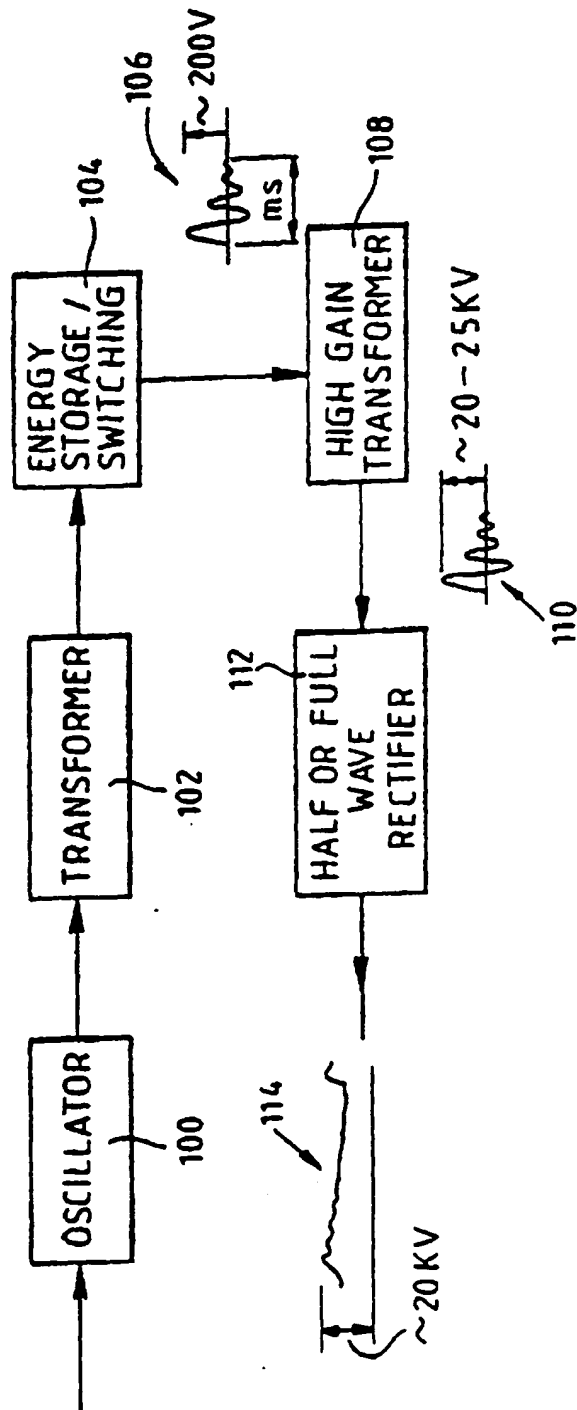 OSCILLATOR
100
TRANSFORMER
102
ENERGY
STORAGE /
SWITCHING
104
106
~ 200V
ms
HIGH GAIN
TRANSFORMER
108
~ 20 - 25KV
110
HALF OR FULL
WAVE
RECTIFIER
112
114
~20KV